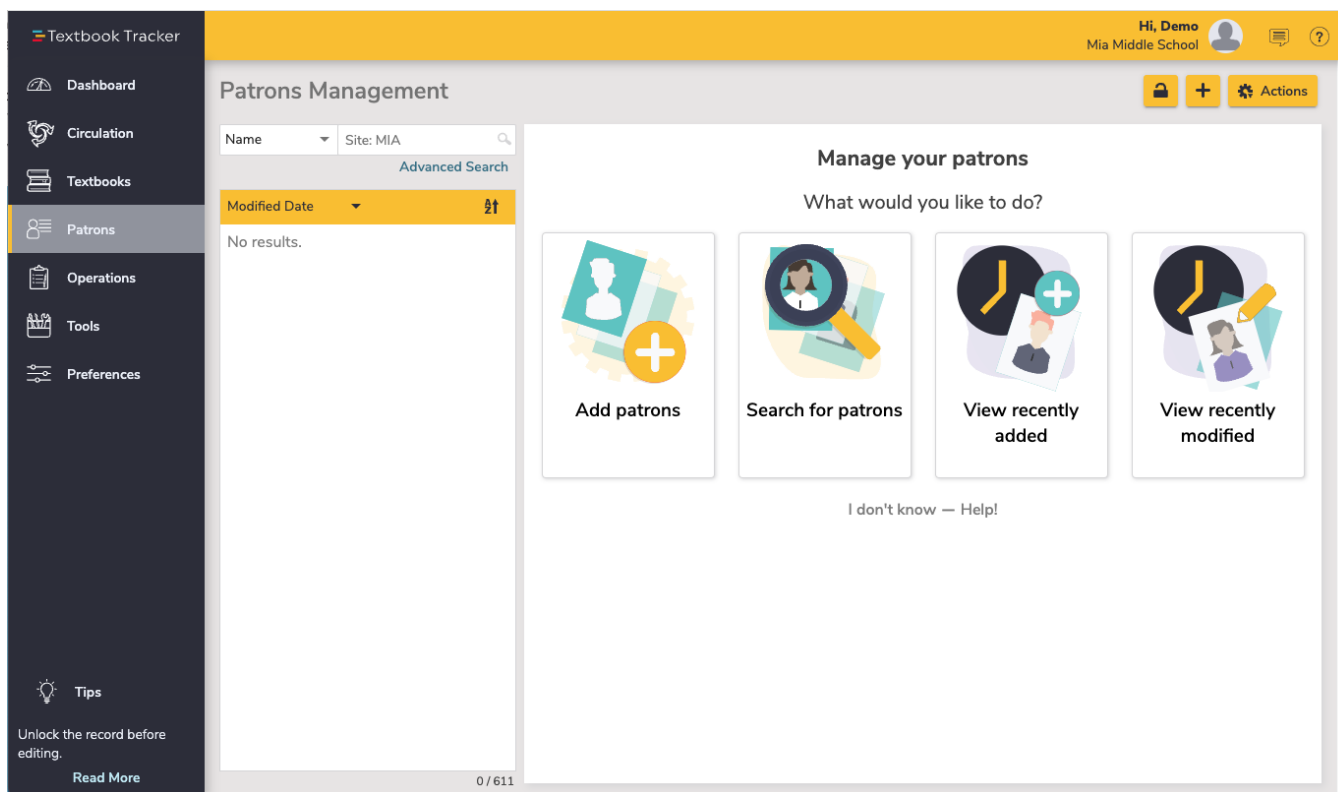 Textbook Tracker
Hi, Demo
Mia Middle School
?
Dashboard
Circulation
Textbooks
Patrons
Operations
Tools
Preferences
Tips
Unlock the record before
editing.
Read More
Patrons Management
Actions
Name
Site: MIA
Advanced Search
Modified Date
No results.
0 / 611
Manage your patrons
What would you like to do?
Add patrons
Search for patrons
View recently
added
View recently
modified
I don't know — Help!